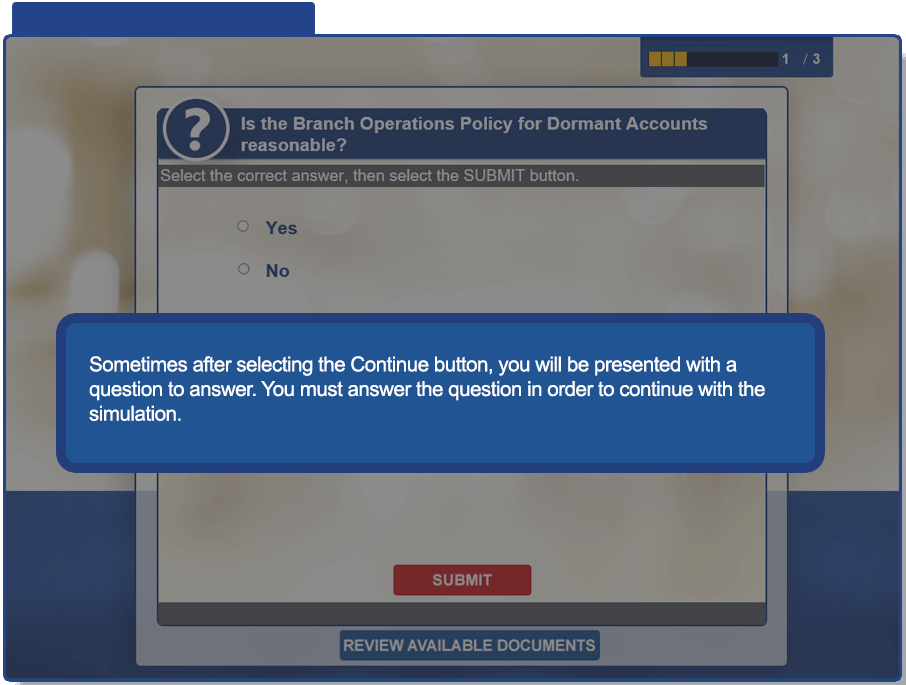 1 / 3
?
Is the Branch Operations Policy for Dormant Accounts
reasonable?
Select the correct answer, then select the SUBMIT button.
Yes
No
Sometimes after selecting the Continue button, you will be presented with a
question to answer. You must answer the question in order to continue with the
simulation.
SUBMIT
REVIEW AVAILABLE DOCUMENTS